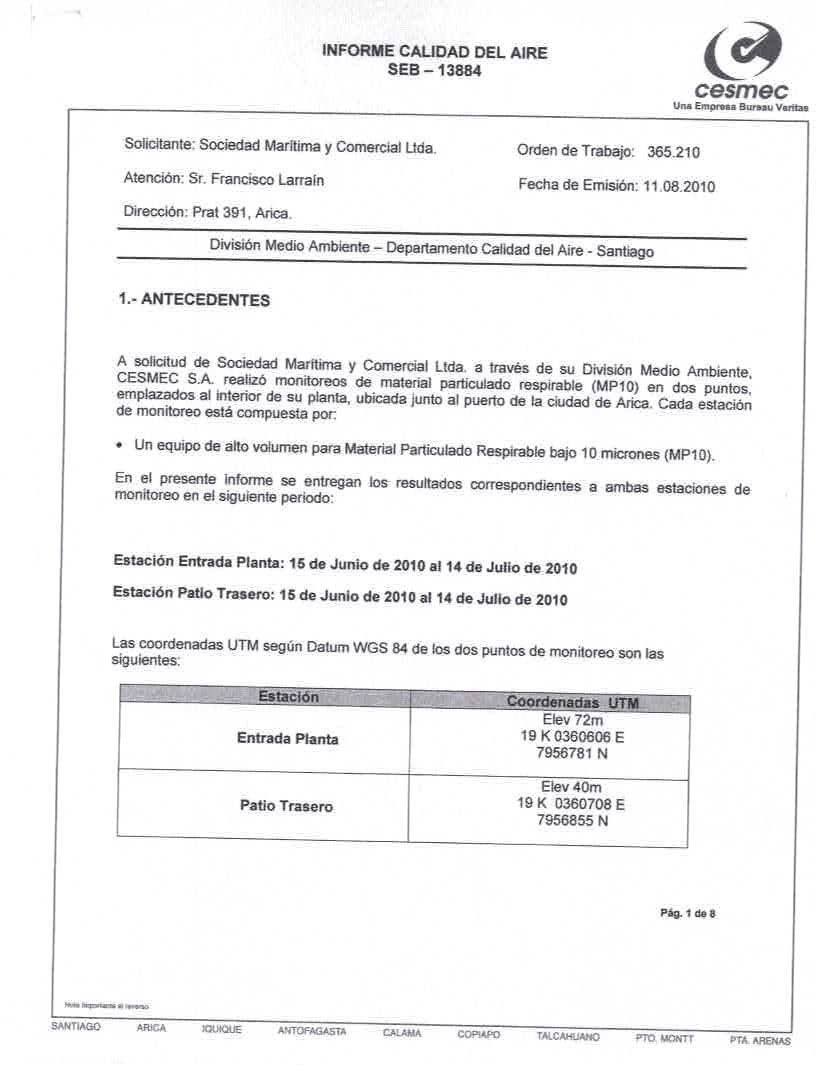 INFORME CALIDAD DEL AIRE
SEB – 13884
cesmec
Una Empresa Bureau Veritas
Solicitante: Sociedad Marítima y Comercial Ltda.
Orden de Trabajo: 365.210
Atención: Sr. Francisco Larraín
Fecha de Emisión: 11.08.2010
Dirección: Prat 391, Arica.
División Medio Ambiente – Departamento Calidad del Aire - Santiago
1.- ANTECEDENTES
A solicitud de Sociedad Marítima y Comercial Ltda. a través de su División Medio Ambiente,
CESMEC S.A. realizó monitoreos de material particulado respirable (MP10) en dos puntos,
emplazados al interior de su planta, ubicada junto al puerto de la ciudad de Arica. Cada estación
de monitoreo está compuesta por:
• Un equipo de alto volumen para Material Particulado Respirable bajo 10 micrones (MP10).
En el presente informe se entregan los resultados correspondientes a ambas estaciones de
monitoreo en el siguiente periodo:
Estación Entrada Planta: 15 de Junio de 2010 al 14 de Julio de 2010
Estación Patio Trasero: 15 de Junio de 2010 al 14 de Julio de 2010
Las coordenadas UTM según Datum WGS 84 de los dos puntos de monitoreo son las
siguientes:
Estación
Coordenadas UTM
Entrada Planta
Elev 72m
19 K 0360606 E
7956781 N
Patio Trasero
Elev 40m
19 K 0360708 E
7956855 N
Pág. 1 de 8
Nota importante al reverso
SANTIAGO ARICA IQUIQUE ANTOFAGASTA CALAMA COPIAPO TALCAHUANO PTO. MONTT PTA. ARENAS